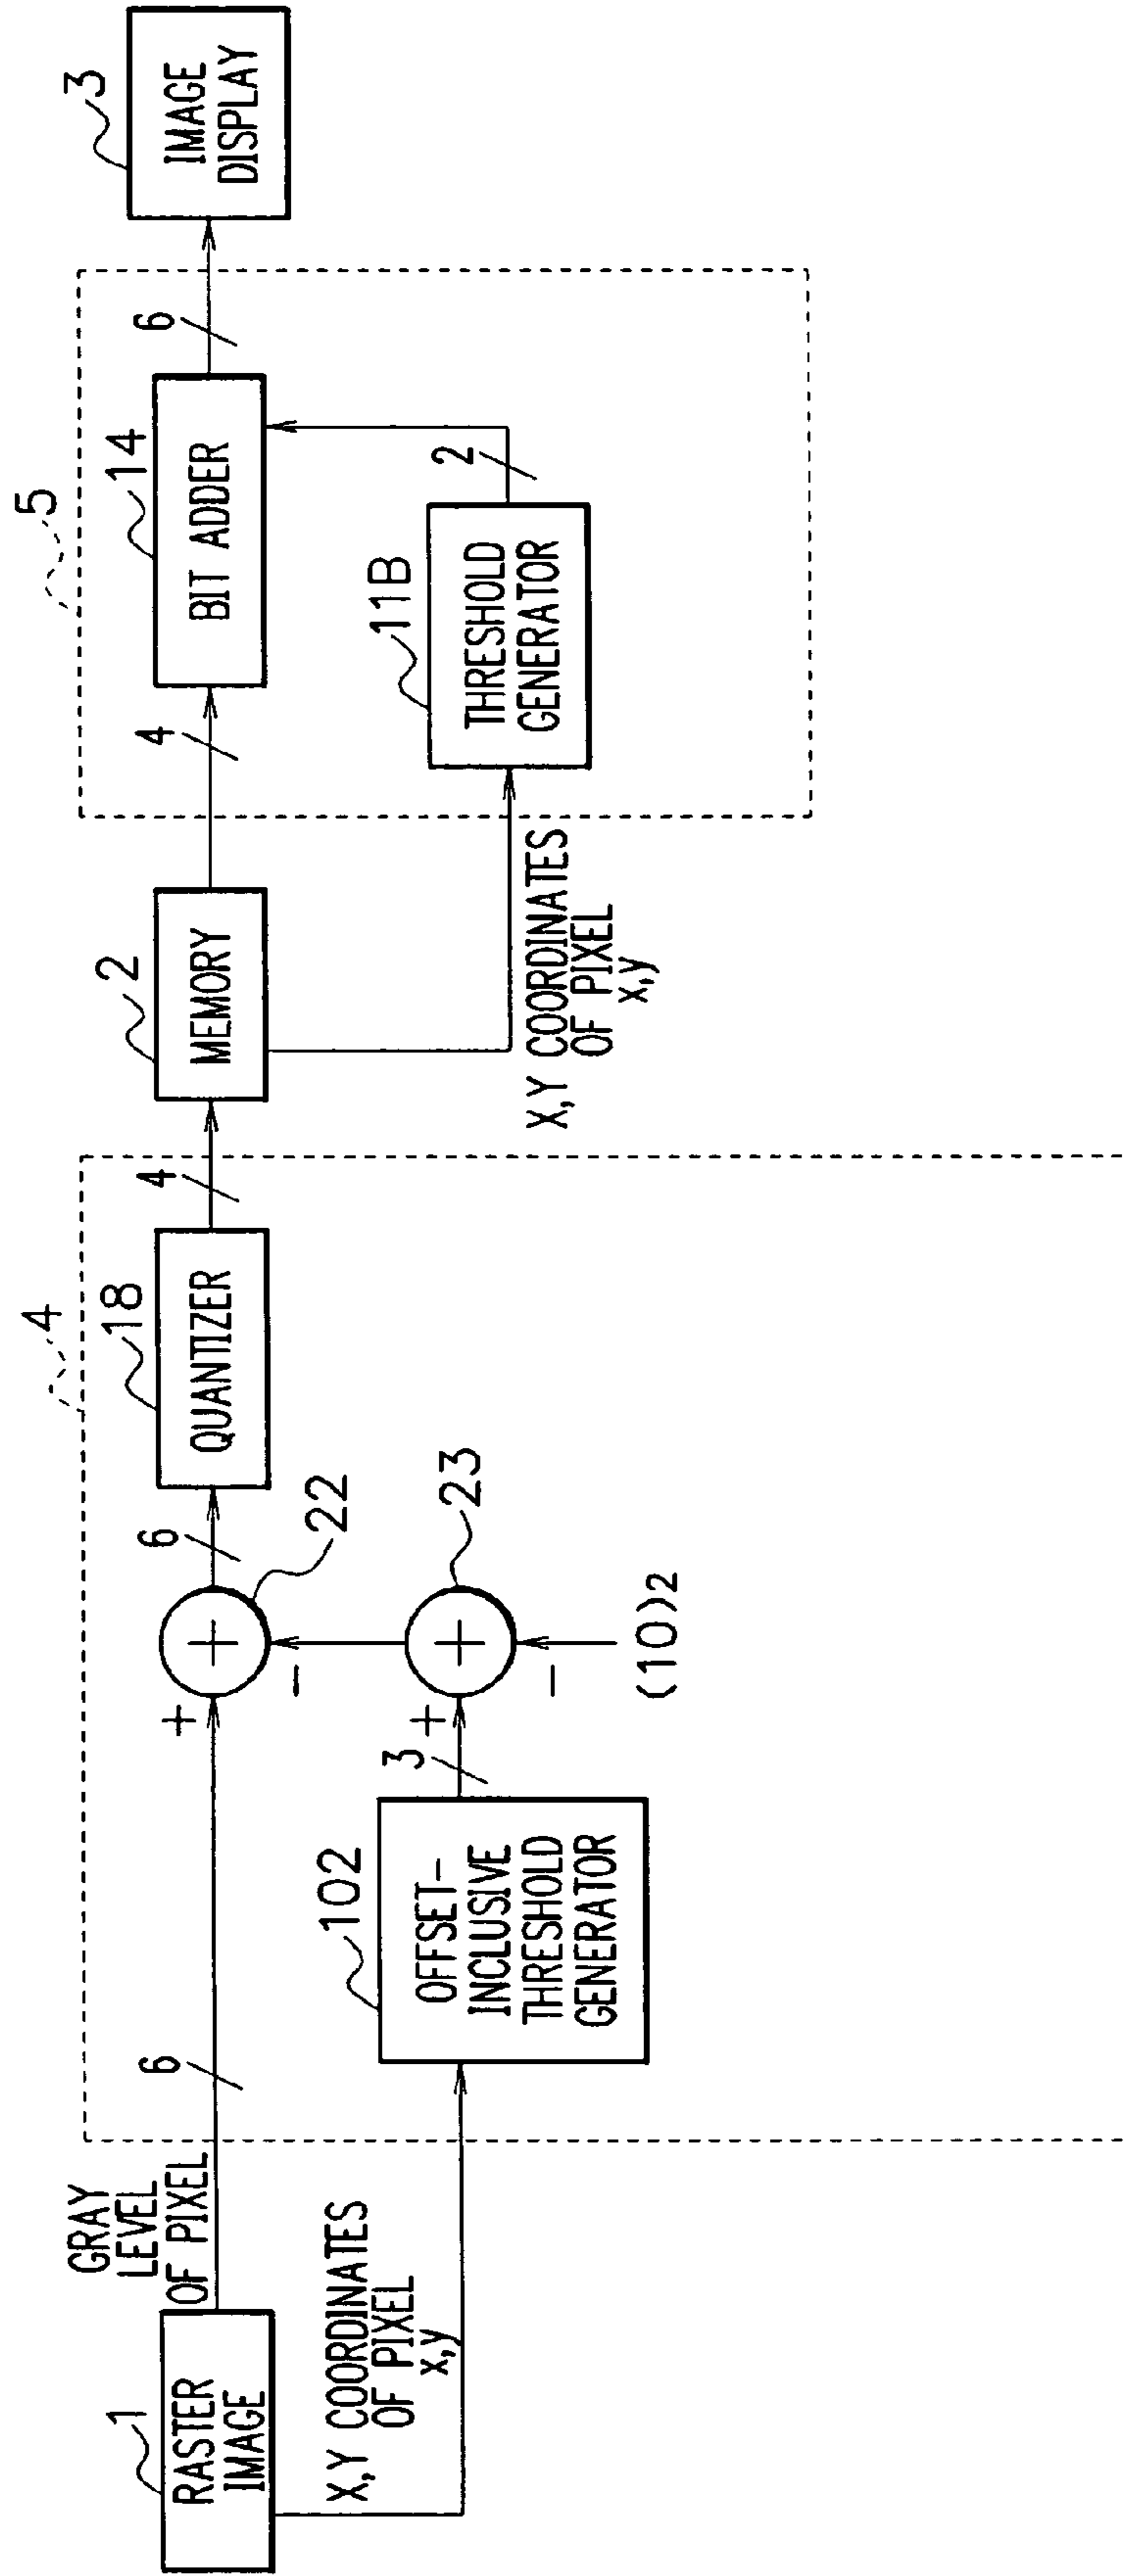 1
RASTER
IMAGE
GRAY
LEVEL
OF PIXEL
6
X,Y COORDINATES
OF PIXEL
x,y
4
102
OFFSET-
INCLUSIVE
THRESHOLD
GENERATOR
3
+
-
(10)2
23
+
-
22
6
18
QUANTIZER
4
2
MEMORY
X,Y COORDINATES
OF PIXEL
x,y
5
4
14
BIT ADDER
11B
THRESHOLD
GENERATOR
2
6
3
IMAGE
DISPLAY